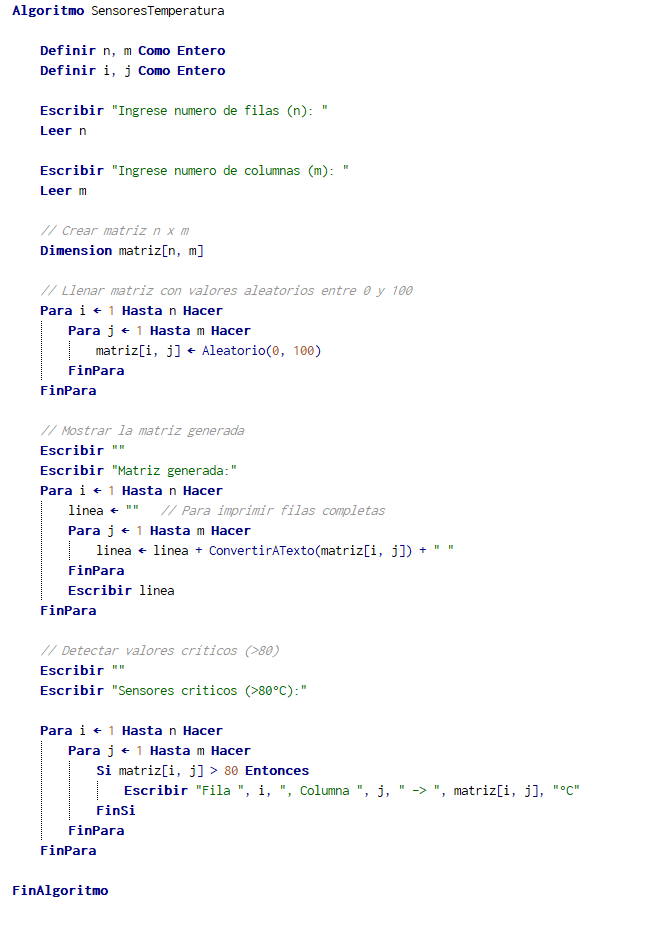 Algoritmo SensoresTemperatura
Definir n, m Como Entero
Definir i, j Como Entero
Escribir "Ingrese numero de filas (n): "
Leer n
Escribir "Ingrese numero de columnas (m): "
Leer m
// Crear matriz n x m
Dimension matriz[n, m]
// Llenar matriz con valores aleatorios entre 0 y 100
Para i ← 1 Hasta n Hacer
Para j ← 1 Hasta m Hacer
matriz[i, j] ← Aleatorio(0, 100)
FinPara
FinPara
// Mostrar la matriz generada
Escribir ""
Escribir "Matriz generada:"
Para i ← 1 Hasta n Hacer
linea ← "" // Para imprimir filas completas
Para j ← 1 Hasta m Hacer
linea ← linea + ConvertirATexto(matriz[i, j]) + " "
FinPara
Escribir linea
FinPara
// Detectar valores criticos (>80)
Escribir ""
Escribir "Sensores criticos (>80°C):"
Para i ← 1 Hasta n Hacer
Para j ← 1 Hasta m Hacer
Si matriz[i, j] > 80 Entonces
Escribir "Fila ", i, ", Columna ", j, " -> ", matriz[i, j], "°C"
FinSi
FinPara
FinPara
FinAlgoritmo